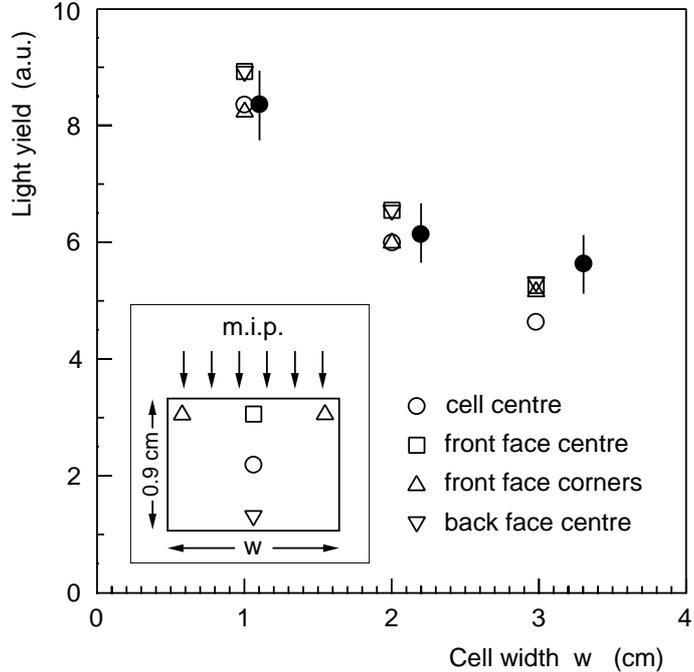 Light yield (a.u.)
10
8
6
4
2
0
m.i.p.
0.9 cm
w
cell centre
front face centre
front face corners
back face centre
0 1 2 3 4
Cell width w (cm)